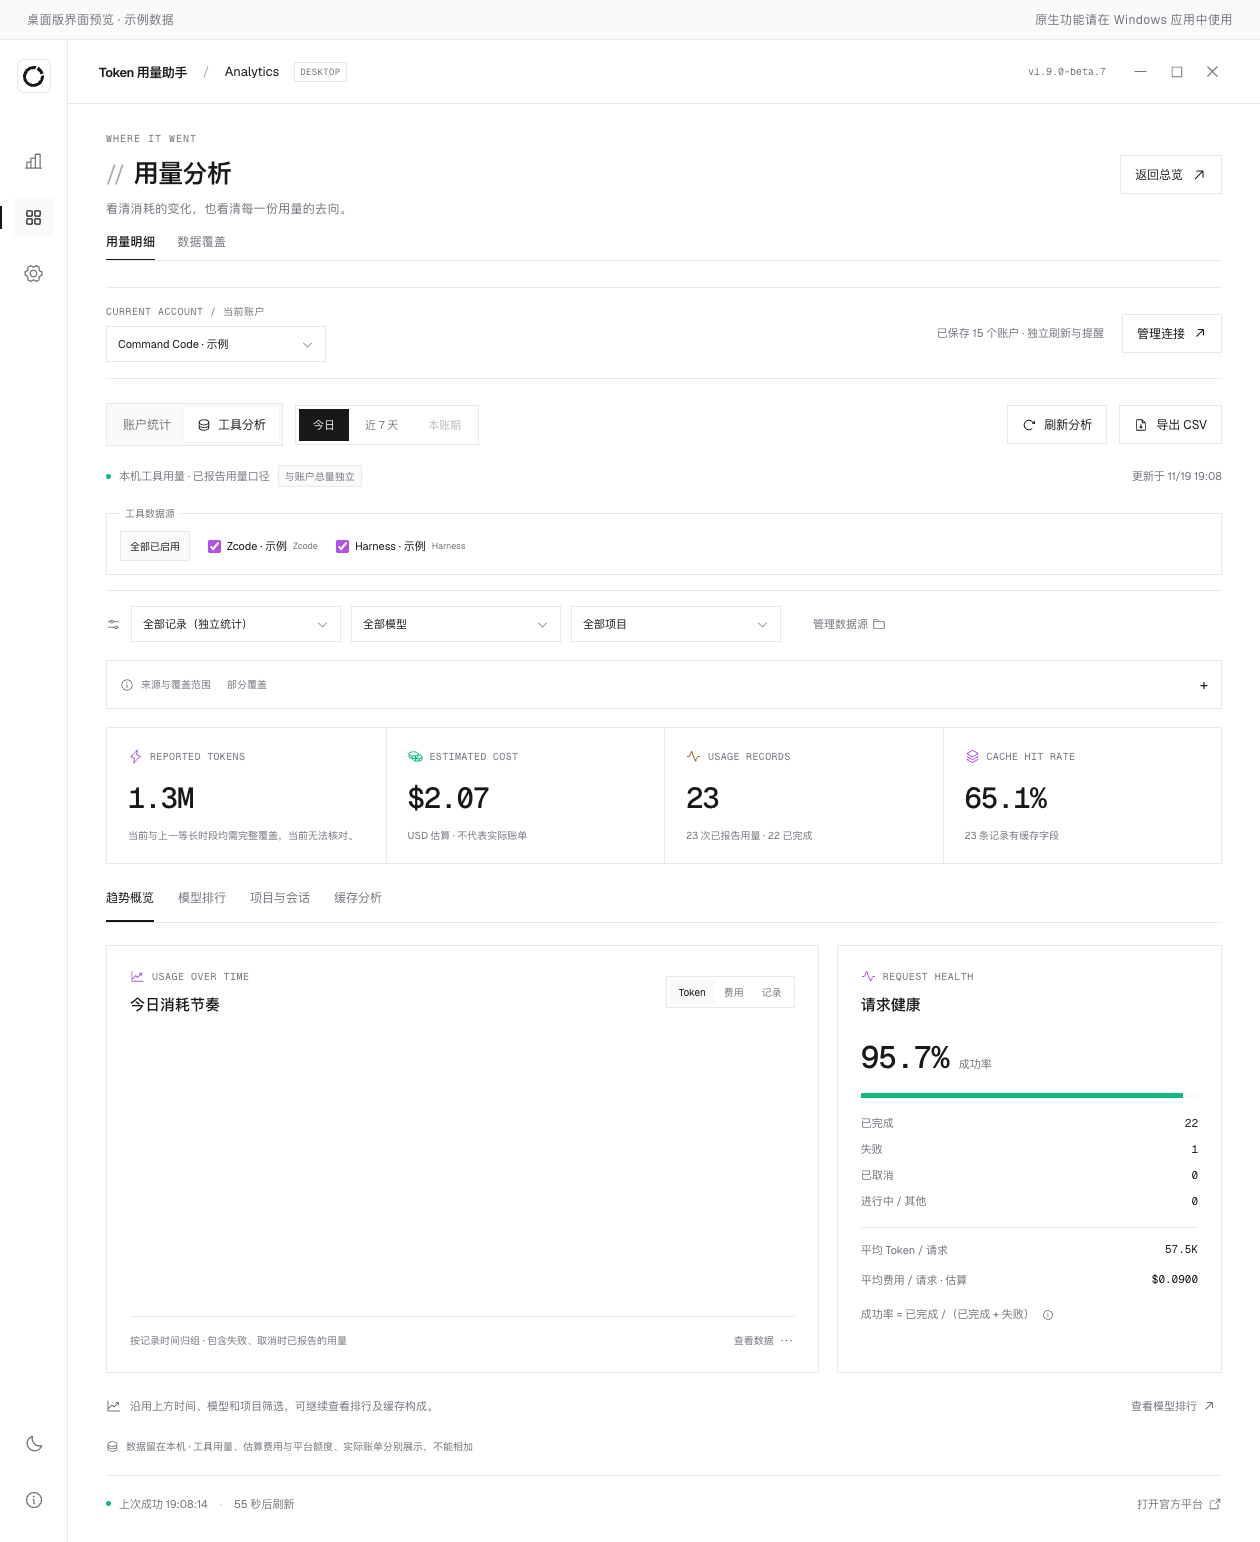 桌面版界面预览 · 示例数据
原生功能请在 Windows 应用中使用
Token 用量助手 / Analytics DESKTOP
v1.9.0-beta.7
WHERE IT WENT
// 用量分析
返回总览
看清消耗的变化，也看清每一份用量的去向。
用量明细 数据覆盖
CURRENT ACCOUNT / 当前账户
Command Code · 示例
已保存 15 个账户 · 独立刷新与提醒
管理连接
账户统计 工具分析
今日 近 7 天 本账期
刷新分析
导出 CSV
本机工具用量 · 已报告用量口径 与账户总量独立
更新于 11/19 19:08
工具数据源
全部已启用 Zcode · 示例 Zcode Harness · 示例 Harness
全部记录（独立统计） 全部模型 全部项目 管理数据源
来源与覆盖范围 部分覆盖 +
REPORTED TOKENS
1.3M
当前与上一等长时段均需完整覆盖，当前无法核对。
ESTIMATED COST
$2.07
USD 估算 · 不代表实际账单
USAGE RECORDS
23
23 次已报告用量 · 22 已完成
CACHE HIT RATE
65.1%
23 条记录有缓存字段
趋势概览 模型排行 项目与会话 缓存分析
USAGE OVER TIME
今日消耗节奏
Token 费用 记录
按记录时间归组 · 包含失败、取消时已报告的用量
查看数据 ···
REQUEST HEALTH
请求健康
95.7% 成功率
已完成 22
失败 1
已取消 0
进行中 / 其他 0
平均 Token / 请求 57.5K
平均费用 / 请求 · 估算 $0.0900
成功率 = 已完成 /（已完成 + 失败）
沿用上方时间、模型和项目筛选，可继续查看排行及缓存构成。
查看模型排行
数据留在本机 · 工具用量、估算费用与平台额度、实际账单分别展示，不能相加
上次成功 19:08:14 · 55 秒后刷新
打开官方平台